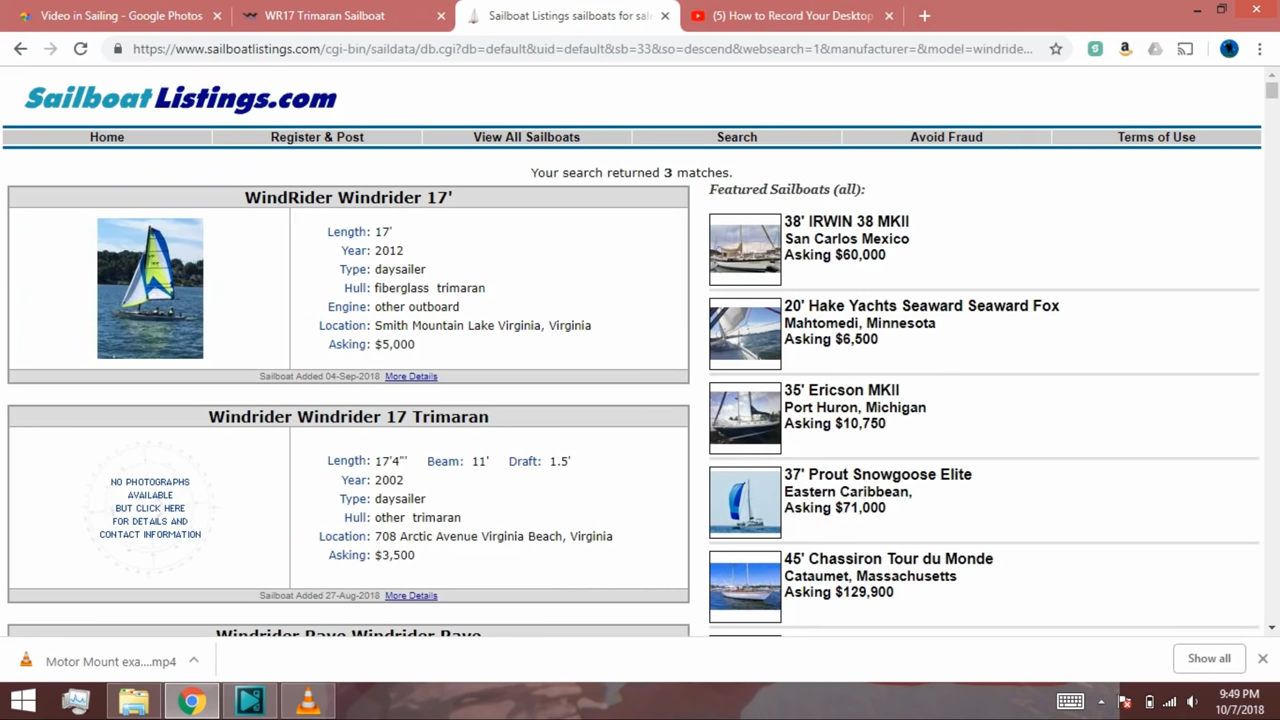 Video in Sailing - Google Photos
WR17 Trimaran Sailboat
Sailboat Listings sailboats for sale
(5) How to Record Your Desktop
https://www.sailboatlistings.com/cgi-bin/saildata/db.cgi?db=default&uid=default&sb=33&so=descend&websearch=1&manufacturer=&model=windride...
SailboatListings.com
Home
Register & Post
View All Sailboats
Search
Avoid Fraud
Terms of Use
Your search returned 3 matches.
WindRider Windrider 17'
Length: 17'
Year: 2012
Type: daysailer
Hull: fiberglass trimaran
Engine: other outboard
Location: Smith Mountain Lake Virginia, Virginia
Asking: $5,000
Sailboat Added 04-Sep-2018 More Details
Windrider Windrider 17 Trimaran
NO PHOTOGRAPHS
AVAILABLE
BUT CLICK HERE
FOR DETAILS AND
CONTACT INFORMATION
Length: 17'4"' Beam: 11' Draft: 1.5'
Year: 2002
Type: daysailer
Hull: other trimaran
Location: 708 Arctic Avenue Virginia Beach, Virginia
Asking: $3,500
Sailboat Added 27-Aug-2018 More Details
Windrider Rave Windrider Rave
Featured Sailboats (all):
38' IRWIN 38 MKII
San Carlos Mexico
Asking $60,000
20' Hake Yachts Seaward Seaward Fox
Mahtomedi, Minnesota
Asking $6,500
35' Ericson MKII
Port Huron, Michigan
Asking $10,750
37' Prout Snowgoose Elite
Eastern Caribbean,
Asking $71,000
45' Chassiron Tour du Monde
Cataumet, Massachusetts
Asking $129,900
Motor Mount exa....mp4
Show all
9:49 PM
10/7/2018